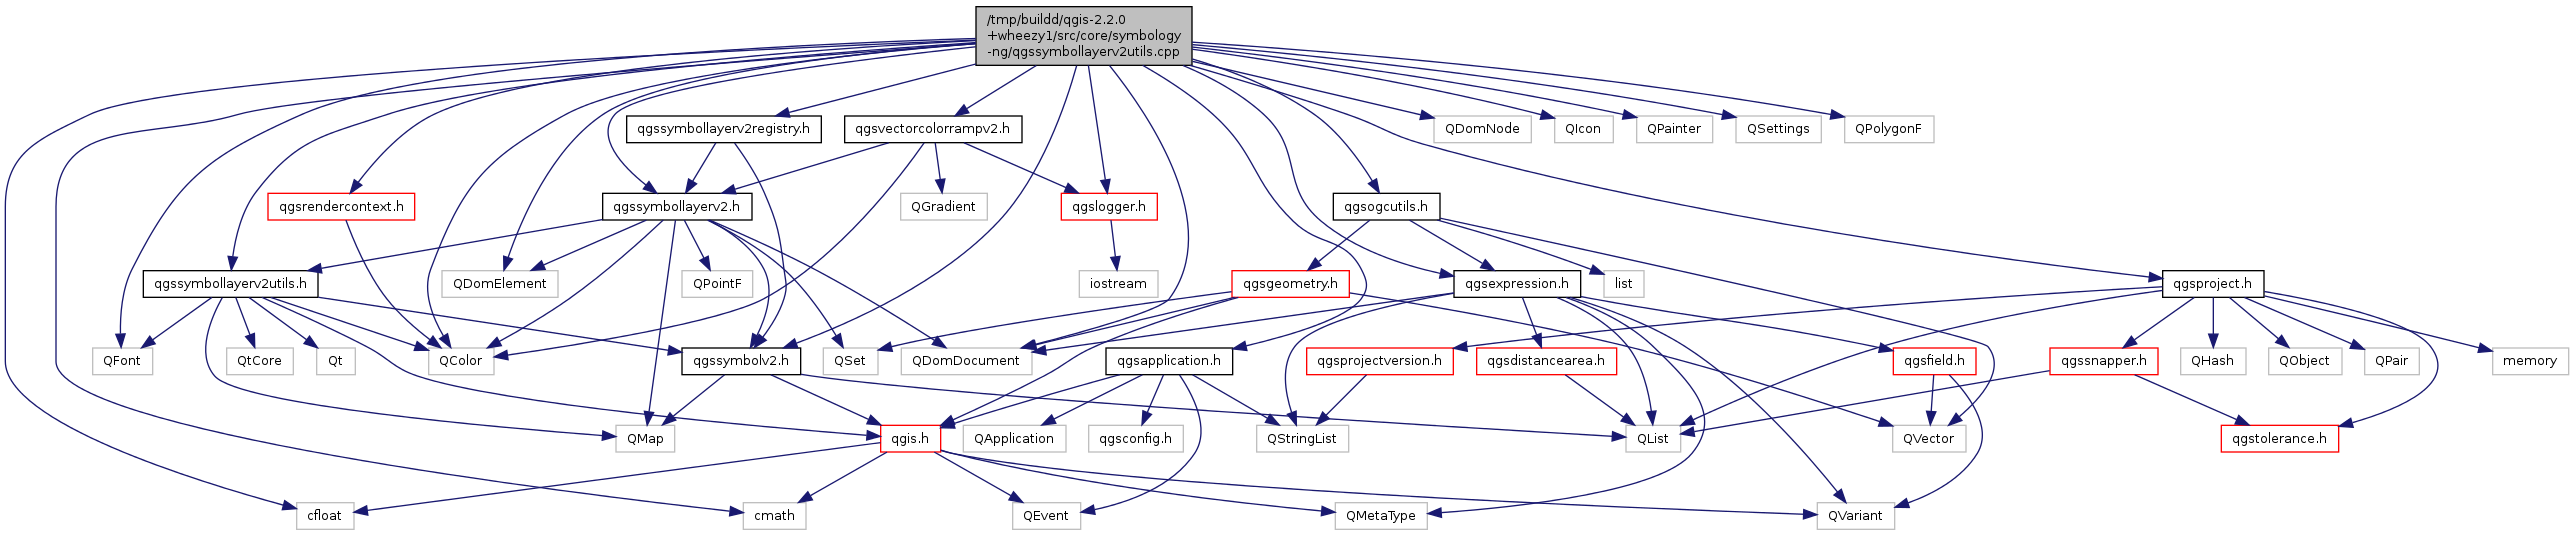 /tmp/buildd/qgis-2.2.0
+wheezy1/src/core/symbology
-ng/qgssymbollayerv2utils.cpp
qgssymbollayerv2registry.h
qgsvectorcolorrampv2.h
QDomNode
QIcon
QPainter
QSettings
QPolygonF
qgsrendercontext.h
qgssymbollayerv2.h
QGradient
qgslogger.h
qgsogcutils.h
qgssymbollayerv2utils.h
QDomElement
QPointF
iostream
qgsgeometry.h
qgsexpression.h
list
qgsproject.h
QFont
QtCore
Qt
QColor
qgssymbolv2.h
QSet
QDomDocument
qgsapplication.h
qgsprojectversion.h
qgsdistancearea.h
qgsfield.h
qgssnapper.h
QHash
QObject
QPair
memory
QMap
qgis.h
QApplication
qgsconfig.h
QStringList
QList
QVector
qgstolerance.h
cfloat
cmath
QEvent
QMetaType
QVariant